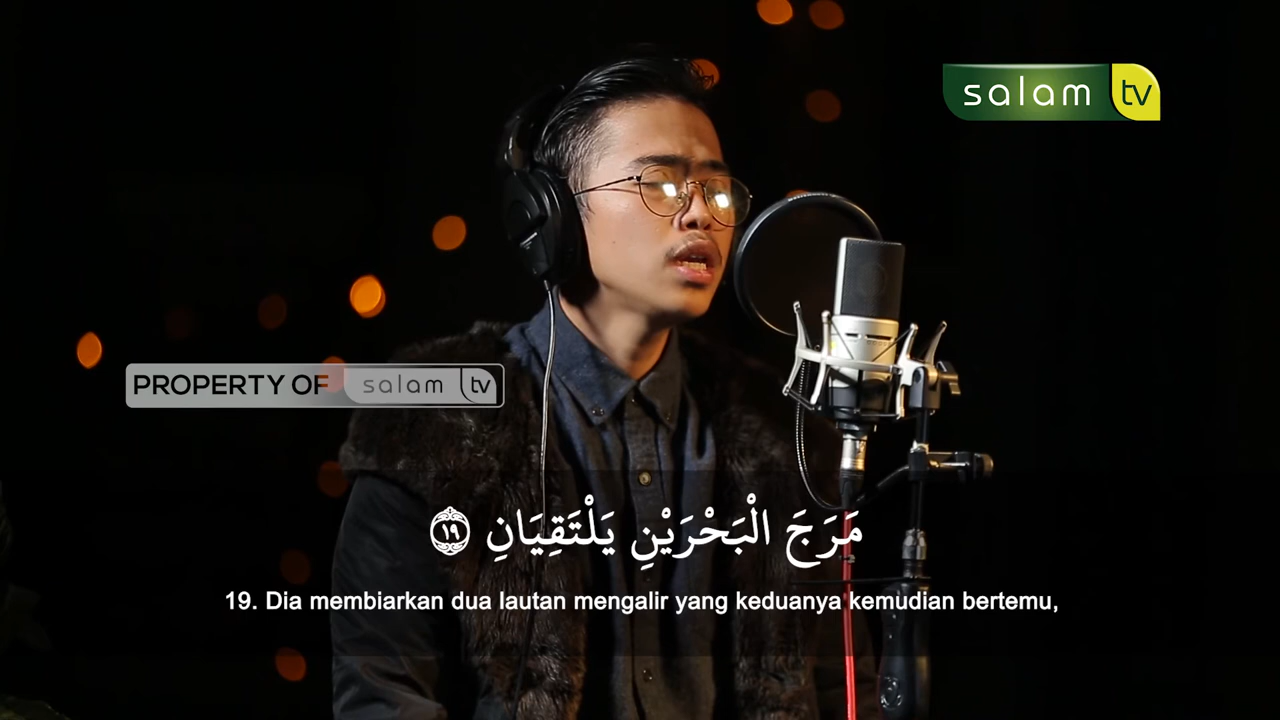 salam tv
PROPERTY OF salam tv
مَرَجَ الْبَحْرَيْنِ يَلْتَقِيَانِ ١٩
19. Dia membiarkan dua lautan mengalir yang keduanya kemudian bertemu,